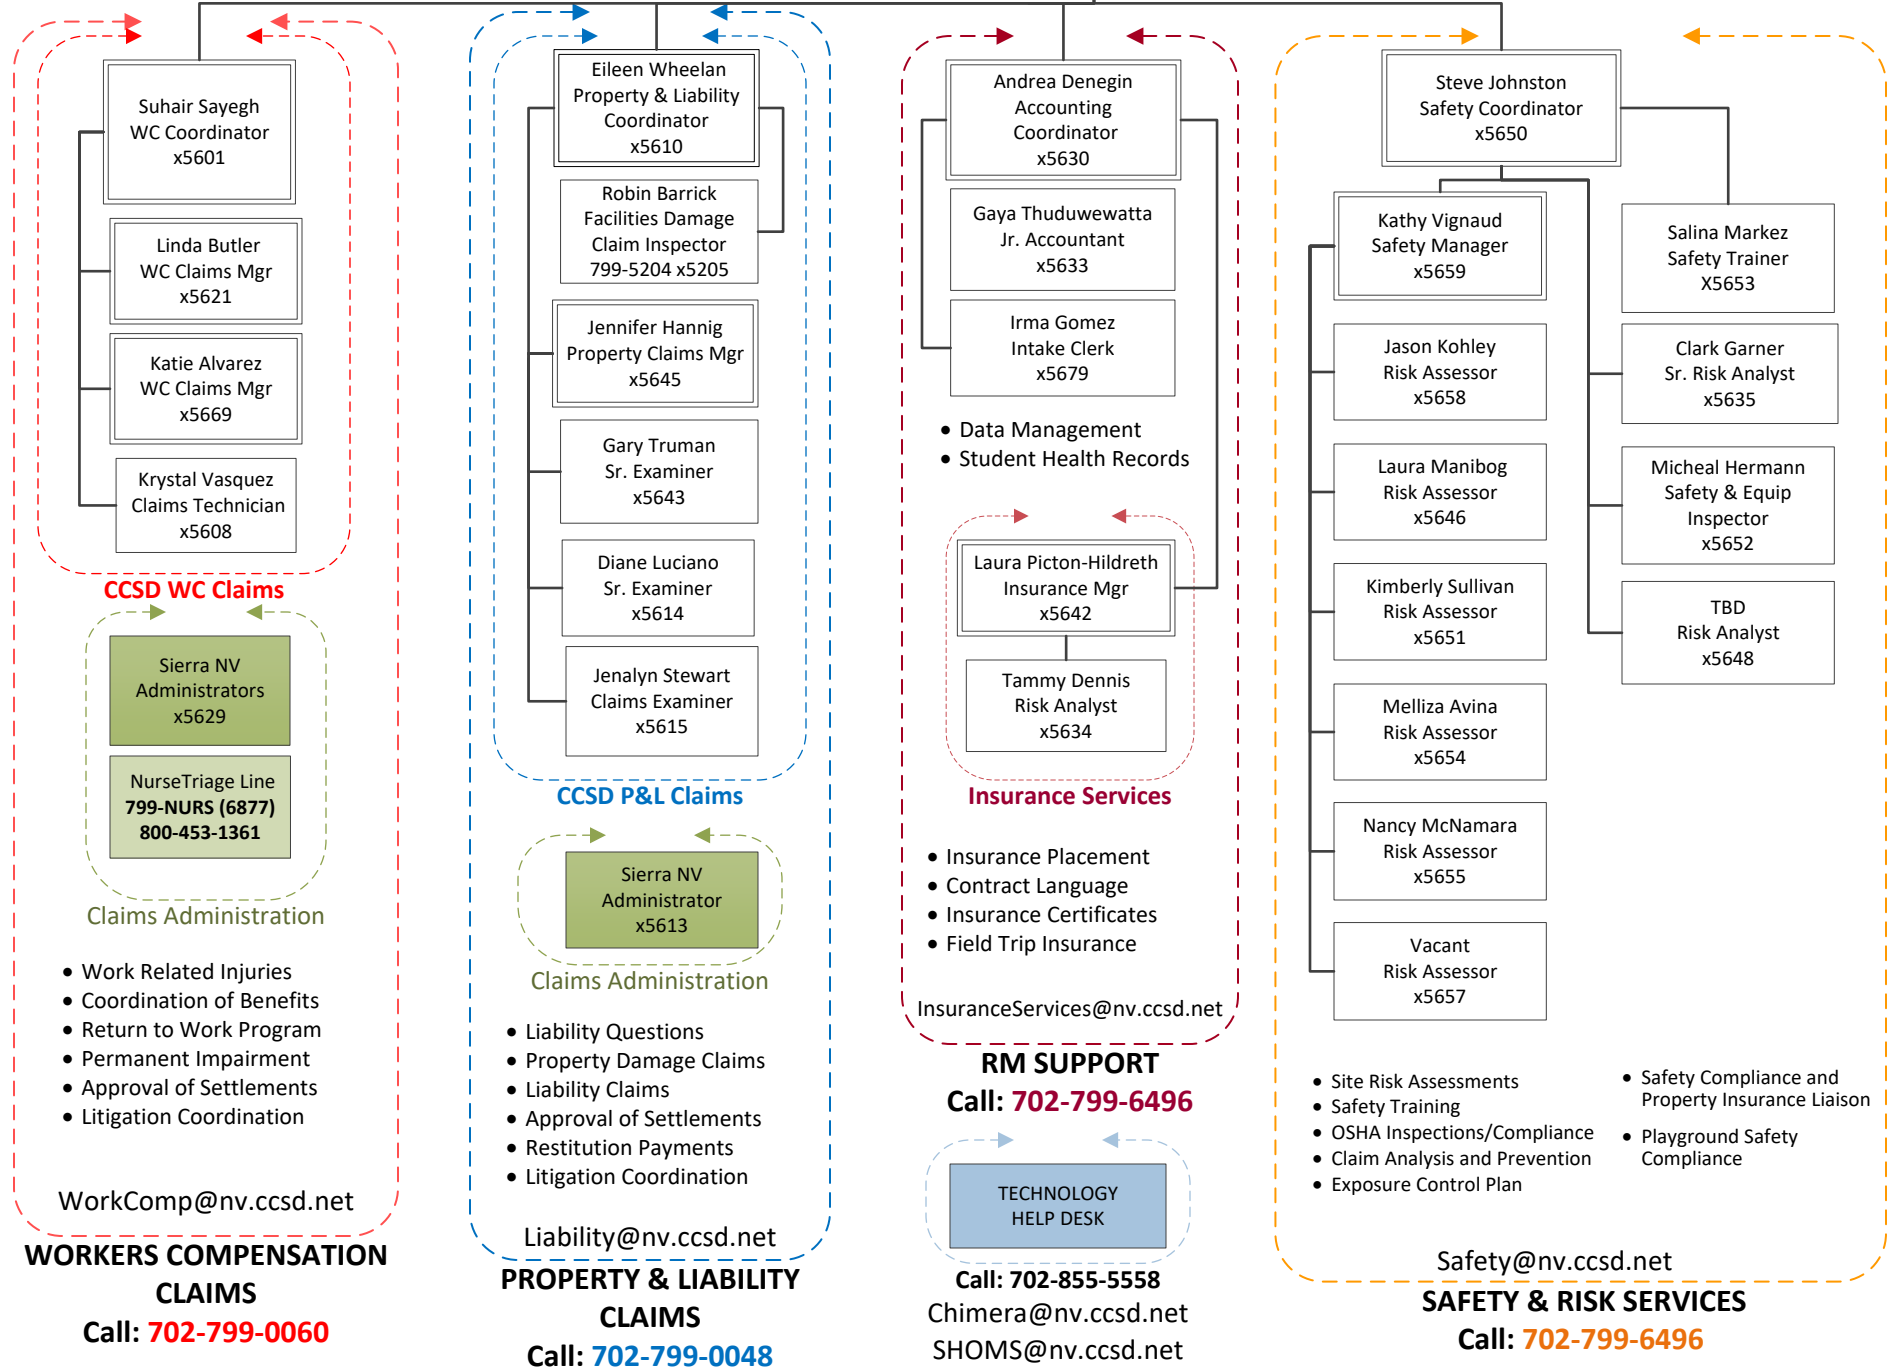 Suhair Sayegh
WC Coordinator
x5601
Linda Butler
WC Claims Mgr
x5621
Katie Alvarez
WC Claims Mgr
x5669
Krystal Vasquez
Claims Technician
x5608
CCSD WC Claims
Sierra NV
Administrators
x5629
NurseTriage Line
799-NURS (6877)
800-453-1361
Claims Administration
• Work Related Injuries
• Coordination of Benefits
• Return to Work Program
• Permanent Impairment
• Approval of Settlements
• Litigation Coordination
WorkComp@nv.ccsd.net
WORKERS COMPENSATION
CLAIMS
Call: 702-799-0060
Eileen Wheelan
Property & Liability
Coordinator
x5610
Robin Barrick
Facilities Damage
Claim Inspector
799-5204 x5205
Jennifer Hannig
Property Claims Mgr
x5645
Gary Truman
Sr. Examiner
x5643
Diane Luciano
Sr. Examiner
x5614
Jenalyn Stewart
Claims Examiner
x5615
CCSD P&L Claims
Sierra NV
Administrator
x5613
Claims Administration
• Liability Questions
• Property Damage Claims
• Liability Claims
• Approval of Settlements
• Restitution Payments
• Litigation Coordination
Liability@nv.ccsd.net
PROPERTY & LIABILITY
CLAIMS
Call: 702-799-0048
Andrea Denegin
Accounting
Coordinator
x5630
Gaya Thuduwewatta
Jr. Accountant
x5633
Irma Gomez
Intake Clerk
x5679
• Data Management
• Student Health Records
Laura Picton-Hildreth
Insurance Mgr
x5642
Tammy Dennis
Risk Analyst
x5634
Insurance Services
• Insurance Placement
• Contract Language
• Insurance Certificates
• Field Trip Insurance
InsuranceServices@nv.ccsd.net
RM SUPPORT
Call: 702-799-6496
TECHNOLOGY
HELP DESK
Call: 702-855-5558
Chimera@nv.ccsd.net
SHOMS@nv.ccsd.net
Steve Johnston
Safety Coordinator
x5650
Kathy Vignaud
Safety Manager
x5659
Jason Kohley
Risk Assessor
x5658
Laura Manibog
Risk Assessor
x5646
Kimberly Sullivan
Risk Assessor
x5651
Melliza Avina
Risk Assessor
x5654
Nancy McNamara
Risk Assessor
x5655
Vacant
Risk Assessor
x5657
Salina Markez
Safety Trainer
X5653
Clark Garner
Sr. Risk Analyst
x5635
Micheal Hermann
Safety & Equip
Inspector
x5652
TBD
Risk Analyst
x5648
• Site Risk Assessments
• Safety Training
• OSHA Inspections/Compliance
• Claim Analysis and Prevention
• Exposure Control Plan
• Safety Compliance and
Property Insurance Liaison
• Playground Safety
Compliance
Safety@nv.ccsd.net
SAFETY & RISK SERVICES
Call: 702-799-6496